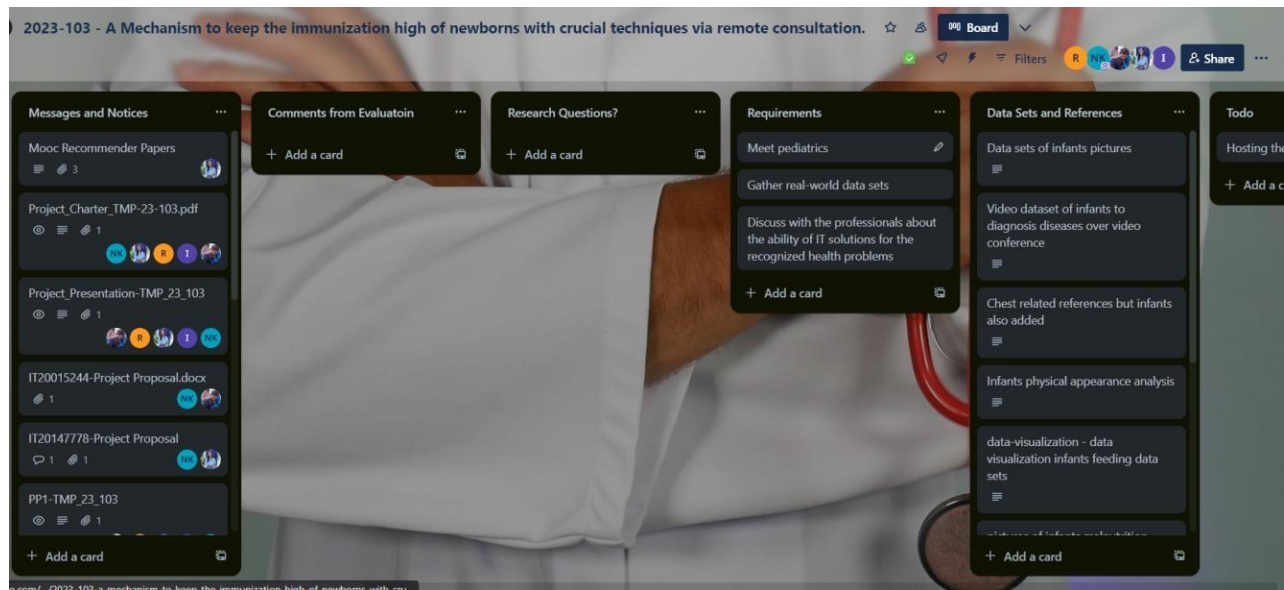 2023-103 - A Mechanism to keep the immunization high of newborns with crucial techniques via remote consultation.
Board
Filters
R
NK
I
Share
Messages and Notices
Mooc Recommender Papers
3
Project_Charter_TMP-23-103.pdf
1
NK
R
I
Project_Presentation-TMP_23_103
1
R
I
NK
IT20015244-Project Proposal.docx
1
NK
IT20147778-Project Proposal
1
1
NK
PP1-TMP_23_103
1
+ Add a card
Comments from Evaluatoin
+ Add a card
Research Questions?
+ Add a card
Requirements
Meet pediatrics
Gather real-world data sets
Discuss with the professionals about
the ability of IT solutions for the
recognized health problems
+ Add a card
Data Sets and References
Data sets of infants pictures
Video dataset of infants to
diagnosis diseases over video
conference
Chest related references but infants
also added
Infants physical appearance analysis
data-visualization - data
visualization infants feeding data
sets
pictures of infants malnutrition
+ Add a card
Todo
Hosting the
+ Add a c